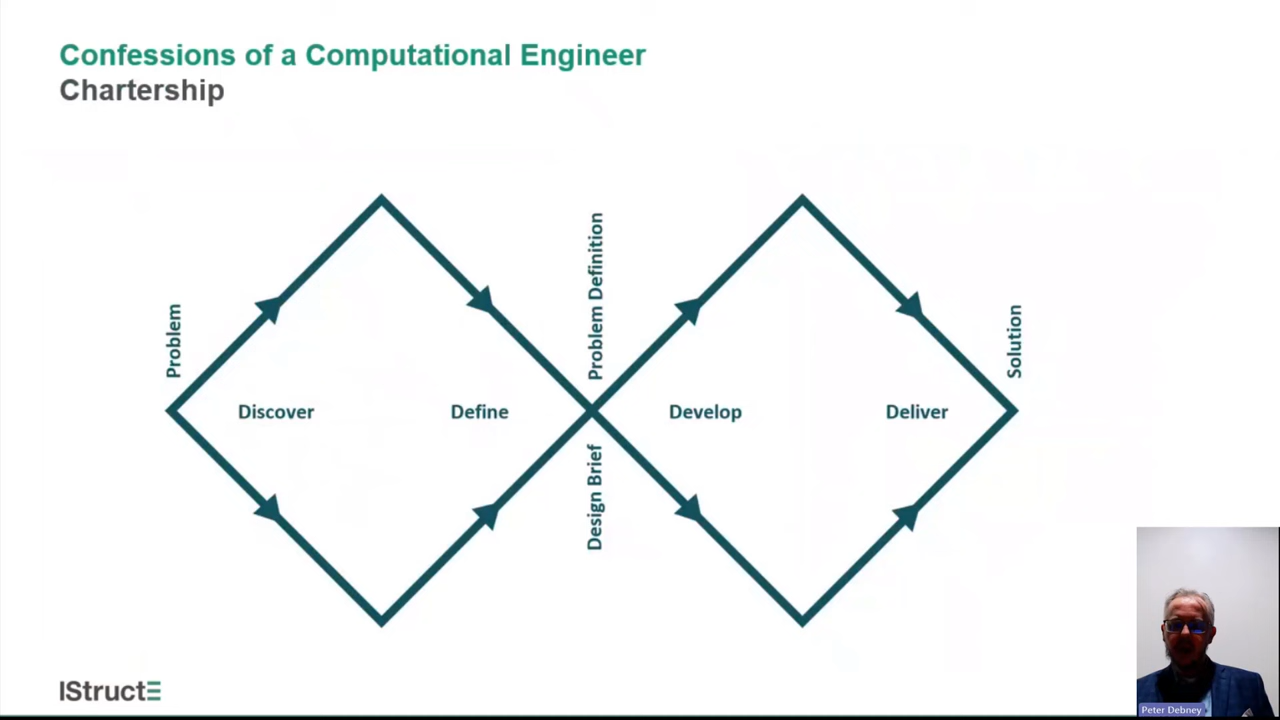 Confessions of a Computational Engineer
Chartership
Problem
Discover
Define
Problem Definition
Design Brief
Develop
Deliver
Solution
IStructE
Peter Debney